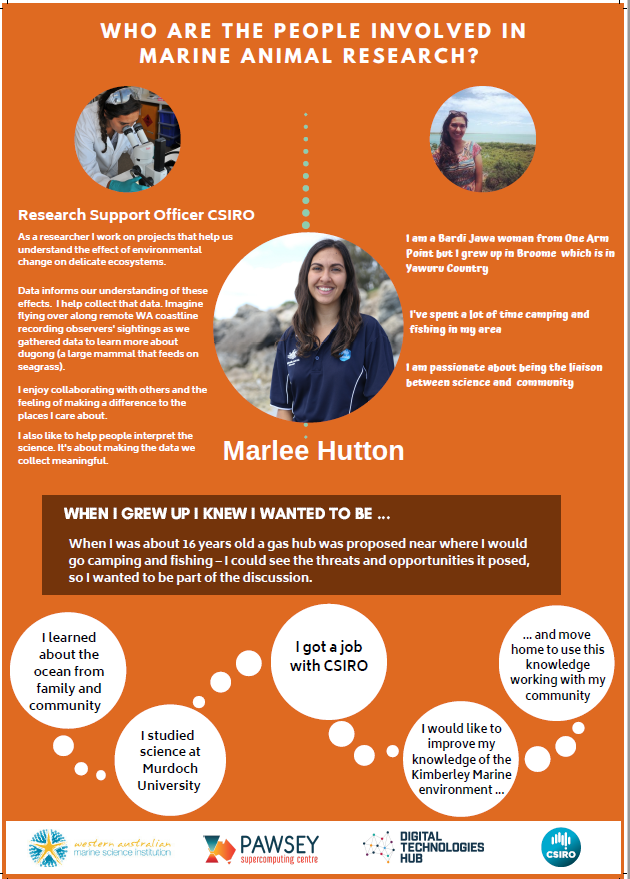 WHO ARE THE PEOPLE INVOLVED IN
MARINE ANIMAL RESEARCH?
Research Support Officer CSIRO
As a researcher I work on projects that help us
understand the effect of environmental
change on delicate ecosystems.
Data informs our understanding of these
effects. I help collect that data. Imagine
flying over along remote WA coastline
recording observers' sightings as we
gathered data to learn more about
dugong (a large mammal that feeds on
seagrass).
I enjoy collaborating with others and the
feeling of making a difference to the
places I care about.
I also like to help people interpret the
science. It's about making the data we
collect meaningful.
I am a Bardi Jawa woman from One Arm
Point but I grew up in Broome which is in
Yawuru Country
I've spent a lot of time camping and
fishing in my area
I am passionate about being the liaison
between science and community
Marlee Hutton
WHEN I GREW UP I KNEW I WANTED TO BE ...
When I was about 16 years old a gas hub was proposed near where I would
go camping and fishing – I could see the threats and opportunities it posed,
so I wanted to be part of the discussion.
I learned
about the
ocean from
family and
community
I studied
science at
Murdoch
University
I got a job
with CSIRO
I would like to
improve my
knowledge of the
Kimberley Marine
environment ...
... and move
home to use this
knowledge
working with my
community
western australian
marine science institution
PAWSEY
supercomputing centre
DIGITAL
TECHNOLOGIES
HUB
CSIRO